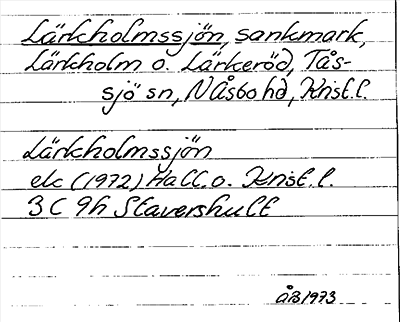 Lärkholmssjön, sankmark,
Lärkholm o. Lärkeröd, Tås-
sjö sn, N Åsbo hd, Krist.l.
Lärkholmssjön
ek (1972) Hall. o. Krist. l.
3 C 9h Stavershult
ÅB 1973